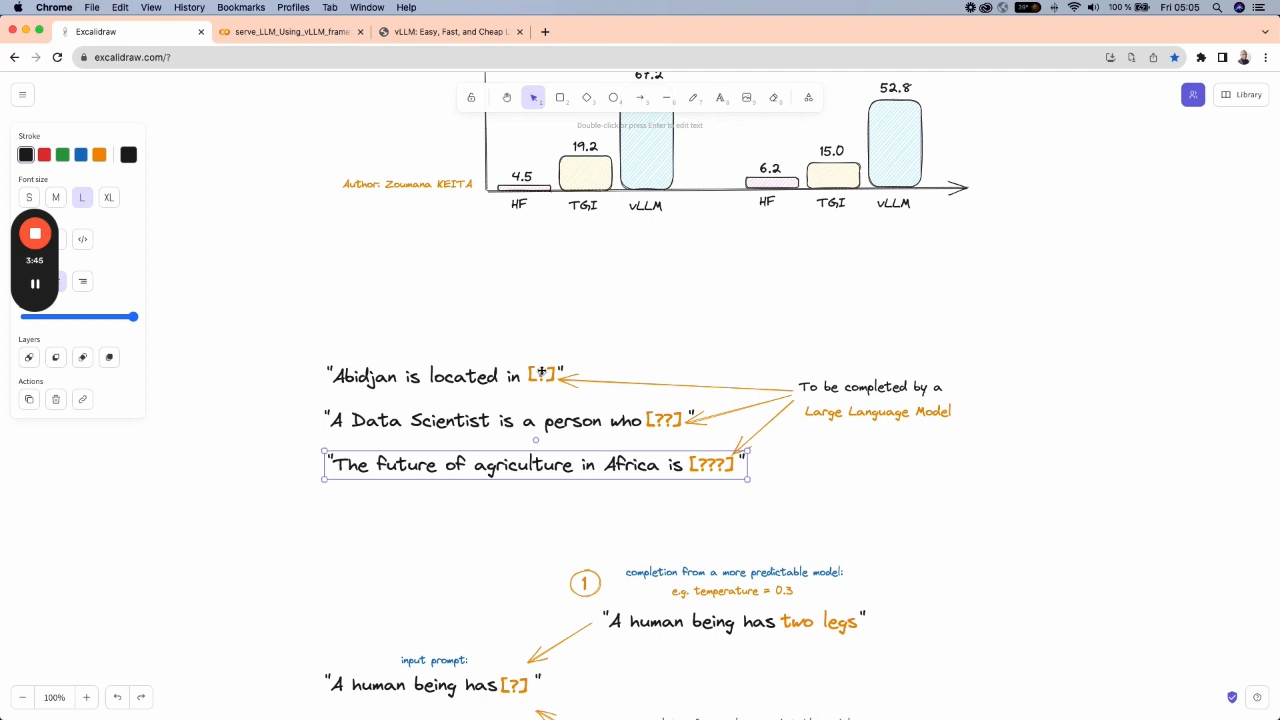 Chrome File Edit View History Bookmarks Profiles Tab Window Help 39° 100 % Fri 05:05
Excalidraw serve_LLM_Using_vLLM_frame vLLM: Easy, Fast, and Cheap L
excalidraw.com/?
67.2
52.8
Library
Double-click or press Enter to edit text
Stroke
19.2
15.0
6.2
4.5
Font size
Author: Zoumana KEITA
S M L XL
HF TGI vLLM HF TGI vLLM
3:45
Layers
"Abidjan is located in [?]"
To be completed by a
Actions
Large Language Model
"A Data Scientist is a person who [??] "
"The future of agriculture in Africa is [???] "
1
completion from a more predictable model:
e.g. temperature = 0.3
"A human being has two legs"
input prompt:
"A human being has [?] "
100%